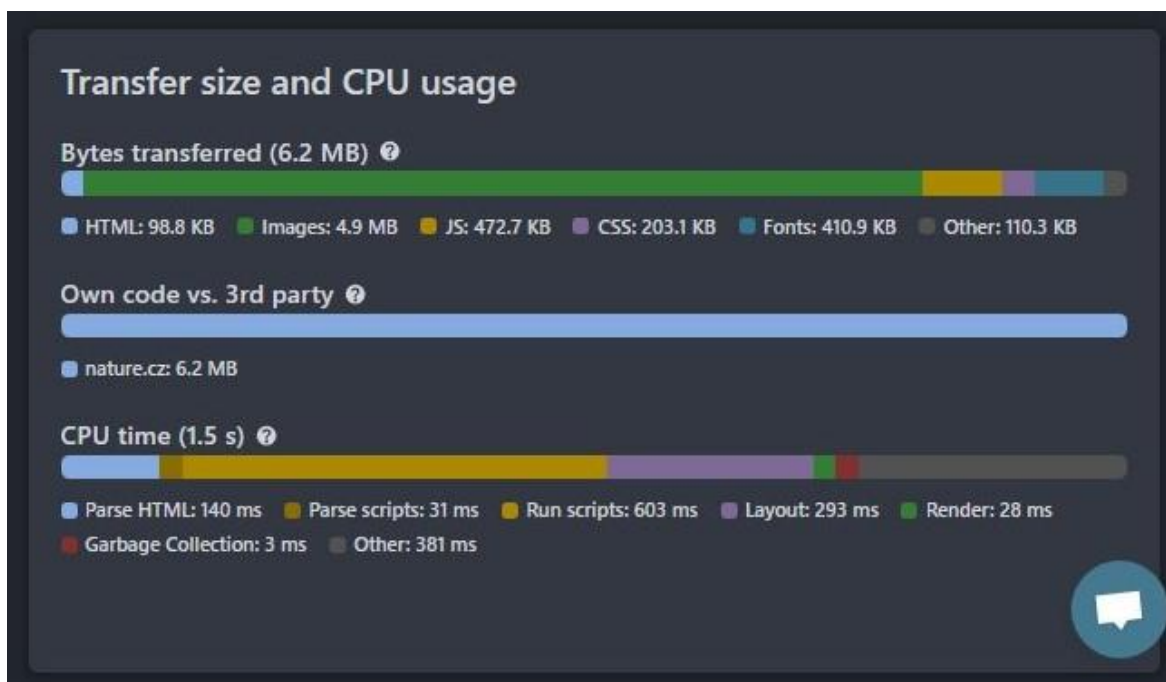 Transfer size and CPU usage
Bytes transferred (6.2 MB) ?
HTML: 98.8 KB Images: 4.9 MB JS: 472.7 KB CSS: 203.1 KB Fonts: 410.9 KB Other: 110.3 KB
Own code vs. 3rd party ?
nature.cz: 6.2 MB
CPU time (1.5 s) ?
Parse HTML: 140 ms Parse scripts: 31 ms Run scripts: 603 ms Layout: 293 ms Render: 28 ms
Garbage Collection: 3 ms Other: 381 ms